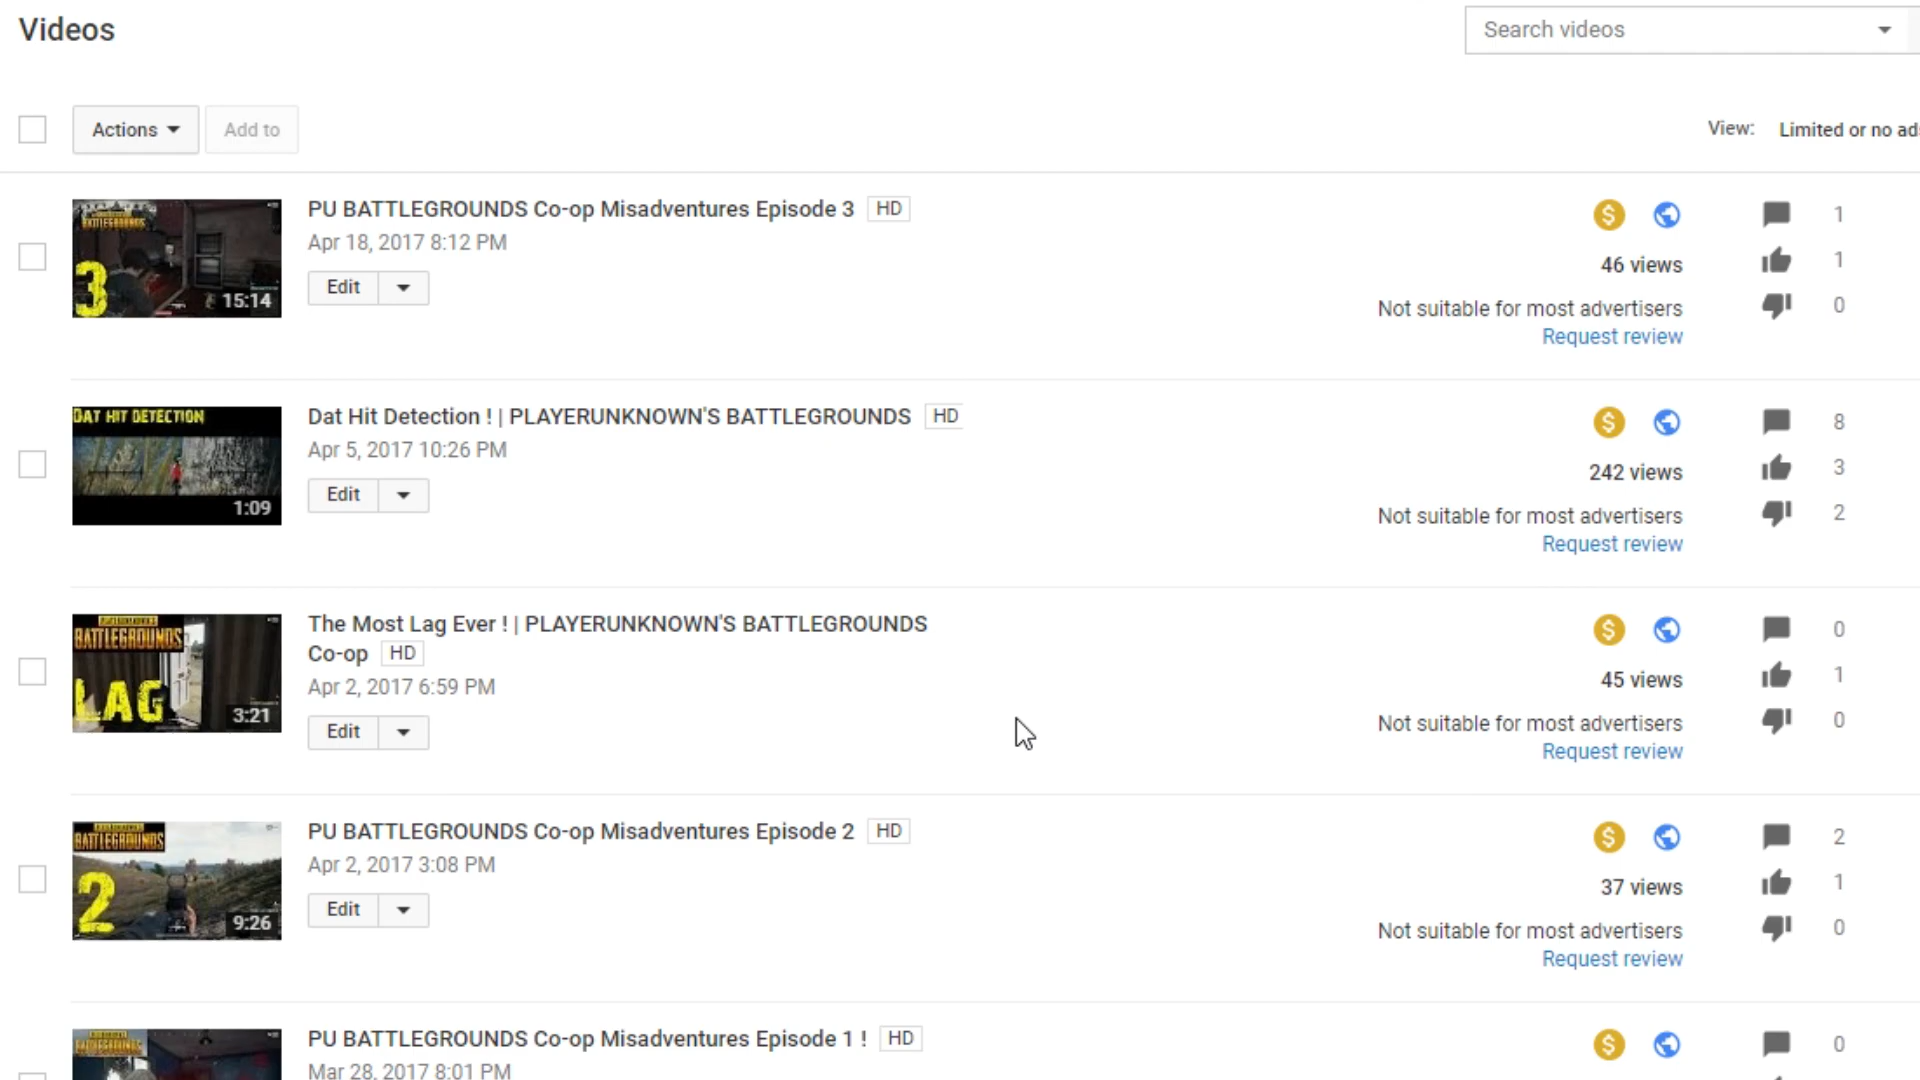 Videos
Search videos
Actions
Add to
View:
Limited or no ad
PU BATTLEGROUNDS Co-op Misadventures Episode 3 HD
Apr 18, 2017 8:12 PM
Edit
BATTLEGROUNDS
3
15:14
46 views
Not suitable for most advertisers
Request review
1
1
0
Dat Hit Detection ! | PLAYERUNKNOWN'S BATTLEGROUNDS HD
Apr 5, 2017 10:26 PM
Edit
DAT HIT DETECTION
1:09
242 views
Not suitable for most advertisers
Request review
8
3
2
The Most Lag Ever ! | PLAYERUNKNOWN'S BATTLEGROUNDS
Co-op HD
Apr 2, 2017 6:59 PM
Edit
BATTLEGROUNDS
LAG
3:21
45 views
Not suitable for most advertisers
Request review
0
1
0
PU BATTLEGROUNDS Co-op Misadventures Episode 2 HD
Apr 2, 2017 3:08 PM
Edit
BATTLEGROUNDS
2
9:26
37 views
Not suitable for most advertisers
Request review
2
1
0
PU BATTLEGROUNDS Co-op Misadventures Episode 1 ! HD
Mar 28, 2017 8:01 PM
BATTLEGROUNDS
0